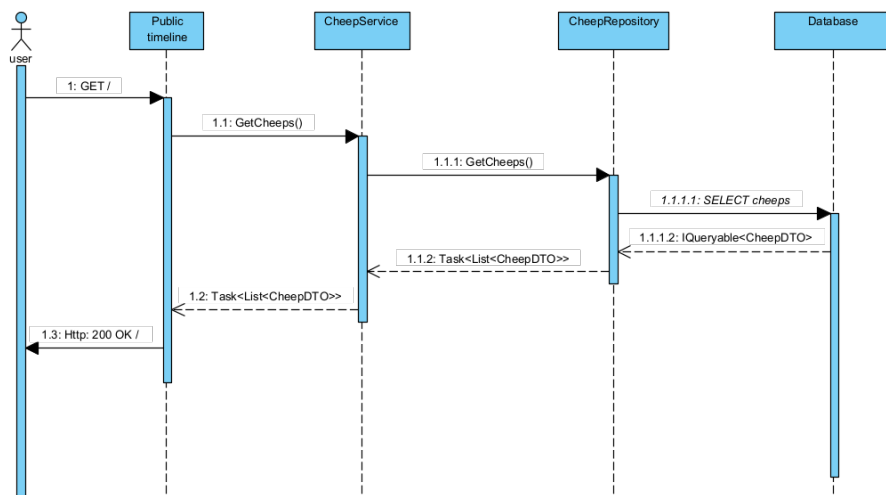 Public
timeline
CheepService
CheepRepository
Database
user
1: GET /
1.1: GetCheeps()
1.1.1: GetCheeps()
1.1.1.1: SELECT cheeps
1.1.1.2: IQueryable<CheepDTO>
1.1.2: Task<List<CheepDTO>>
1.2: Task<List<CheepDTO>>
1.3: Http: 200 OK /